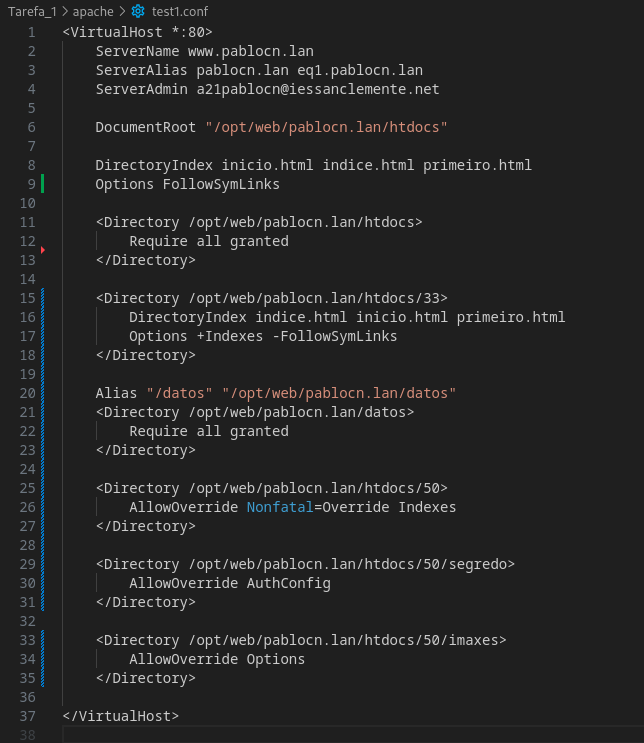 Tarefa_1 > apache > test1.conf
1 <VirtualHost *:80>
2 ServerName www.pablocn.lan
3 ServerAlias pablocn.lan eq1.pablocn.lan
4 ServerAdmin a21pablocn@iessanclemente.net
5
6 DocumentRoot "/opt/web/pablocn.lan/htdocs"
7
8 DirectoryIndex inicio.html indice.html primeiro.html
9 Options FollowSymLinks
10
11 <Directory /opt/web/pablocn.lan/htdocs>
12 Require all granted
13 </Directory>
14
15 <Directory /opt/web/pablocn.lan/htdocs/33>
16 DirectoryIndex indice.html inicio.html primeiro.html
17 Options +Indexes -FollowSymLinks
18 </Directory>
19
20 Alias "/datos" "/opt/web/pablocn.lan/datos"
21 <Directory /opt/web/pablocn.lan/datos>
22 Require all granted
23 </Directory>
24
25 <Directory /opt/web/pablocn.lan/htdocs/50>
26 AllowOverride Nonfatal=Override Indexes
27 </Directory>
28
29 <Directory /opt/web/pablocn.lan/htdocs/50/segredo>
30 AllowOverride AuthConfig
31 </Directory>
32
33 <Directory /opt/web/pablocn.lan/htdocs/50/imaxes>
34 AllowOverride Options
35 </Directory>
36
37 </VirtualHost>
38